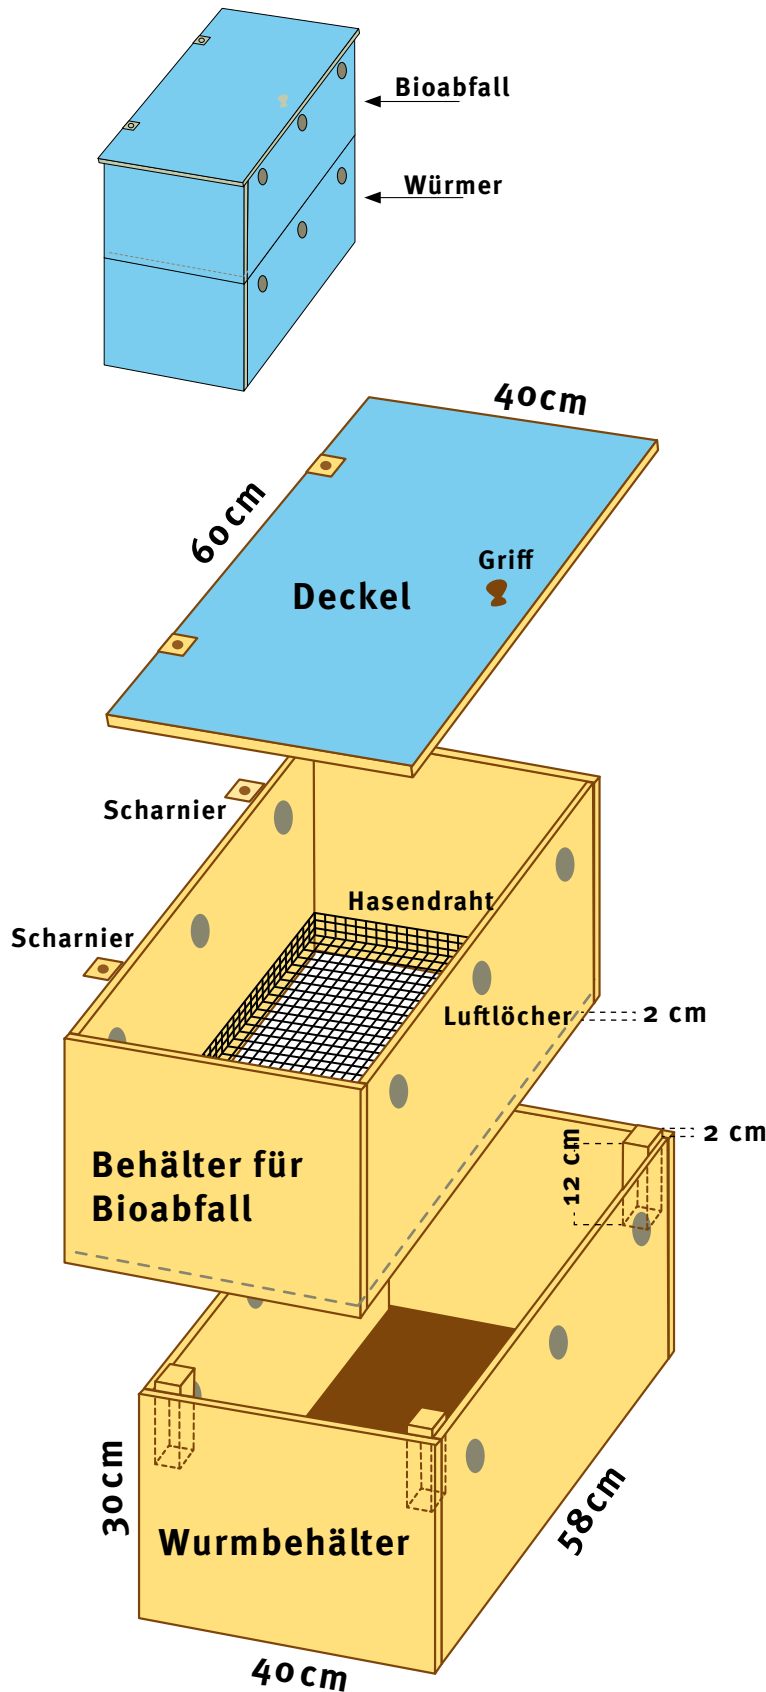 Bioabfall
Würmer
40cm
60cm
Griff
Deckel
Scharnier
Hasendraht
Scharnier
Luftlöcher
2 cm
2 cm
12 cm
Behälter für
Bioabfall
30cm
58cm
Wurmbehälter
40cm